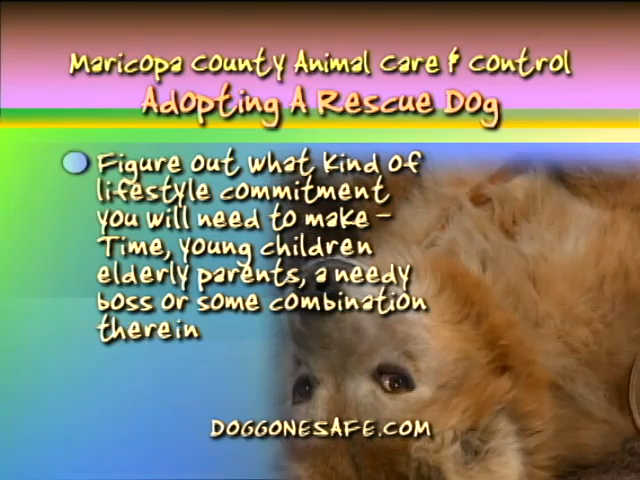 Maricopa County Animal Care & Control
Adopting A Rescue Dog
Figure out what kind of
lifestyle commitment
you will need to make -
Time, young children
elderly parents, a needy
boss or some combination
therein
DOGGONESAFE.COM